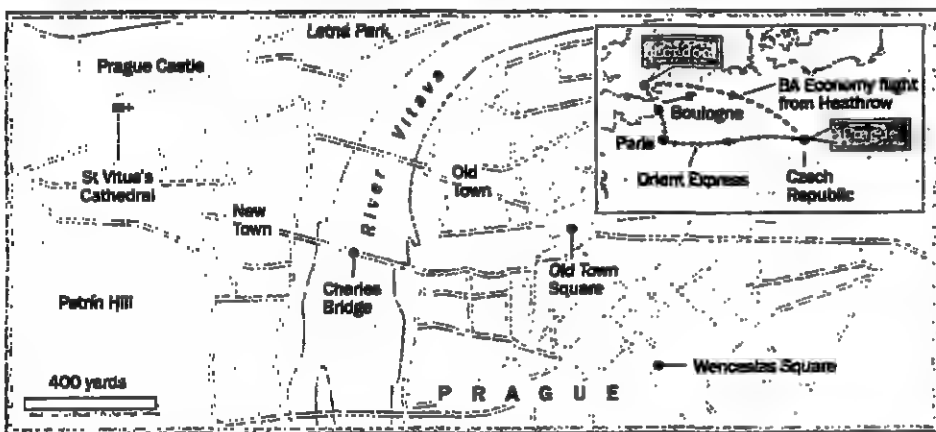 Letna Park
Prague Castle
St Vitus's
Cathedral
New
Town
River Vltava
Old
Town
Charles
Bridge
Old Town
Square
Petrin Hill
400 yards
PRAGUE
Wenceslas Square
BA Economy flight
from Heathrow
Boulogne
Paris
Orient Express
Czech
Republic